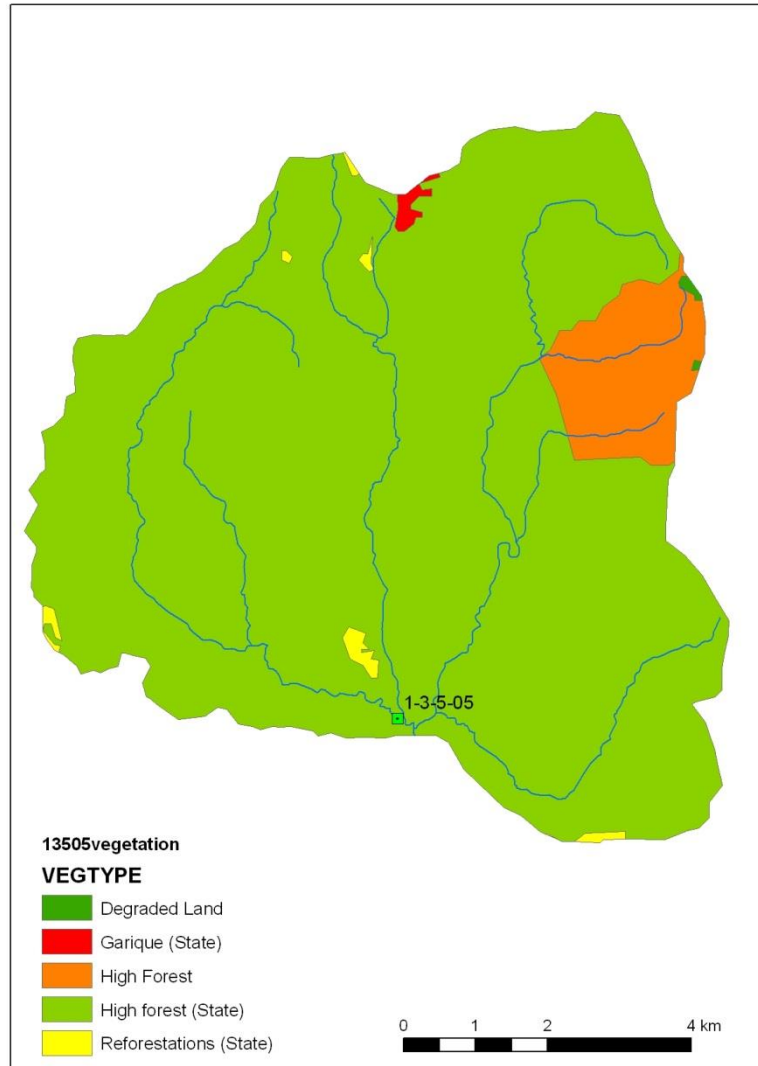 1-3-5-05
13505vegetation
VEGTYPE
Degraded Land
Garique (State)
High Forest
High forest (State)
Reforestations (State)
0 1 2 4 km